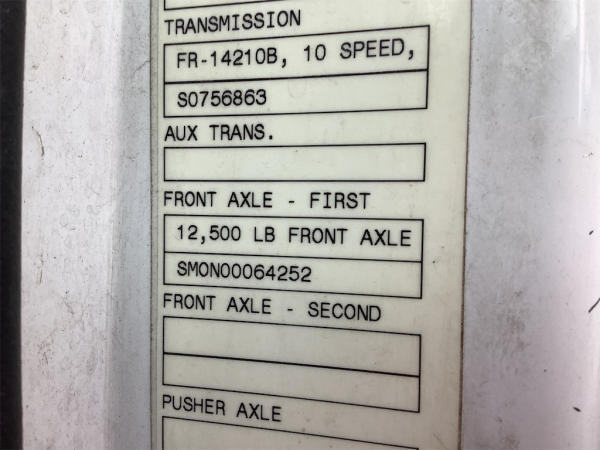 TRANSMISSION
FR-14210B, 10 SPEED,
S0756863
AUX TRANS.
FRONT AXLE - FIRST
12,500 LB FRONT AXLE
SMON00064252
FRONT AXLE - SECOND
PUSHER AXLE